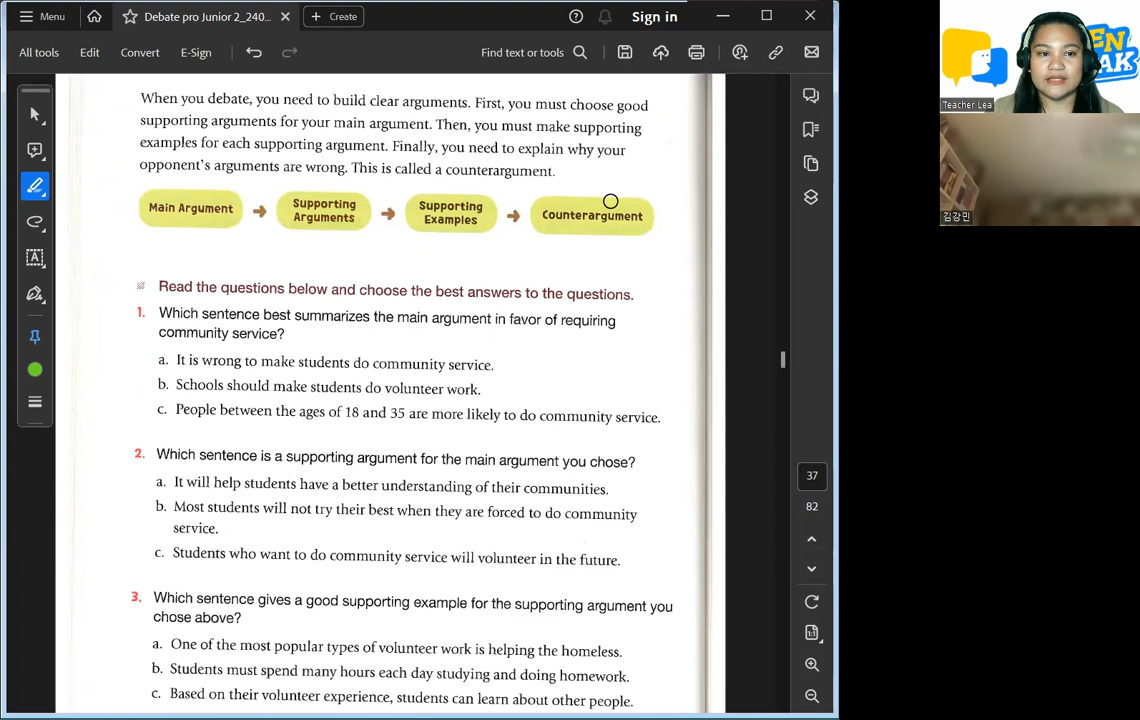 Menu
Debate pro Junior 2_240...
Create
Sign in
All tools
Edit
Convert
E-Sign
Find text or tools
When you debate, you need to build clear arguments. First, you must choose good
supporting arguments for your main argument. Then, you must make supporting
examples for each supporting argument. Finally, you need to explain why your
opponent's arguments are wrong. This is called a counterargument.
Main Argument
Supporting
Arguments
Supporting
Examples
Counterargument
Read the questions below and choose the best answers to the questions.
1. Which sentence best summarizes the main argument in favor of requiring
community service?
a. It is wrong to make students do community service.
b. Schools should make students do volunteer work.
c. People between the ages of 18 and 35 are more likely to do community service.
2. Which sentence is a supporting argument for the main argument you chose?
a. It will help students have a better understanding of their communities.
b. Most students will not try their best when they are forced to do community
service.
c. Students who want to do community service will volunteer in the future.
3. Which sentence gives a good supporting example for the supporting argument you
chose above?
a. One of the most popular types of volunteer work is helping the homeless.
b. Students must spend many hours each day studying and doing homework.
c. Based on their volunteer experience, students can learn about other people.
37
82
1:1
EN
AK
Teacher Lea
김강민